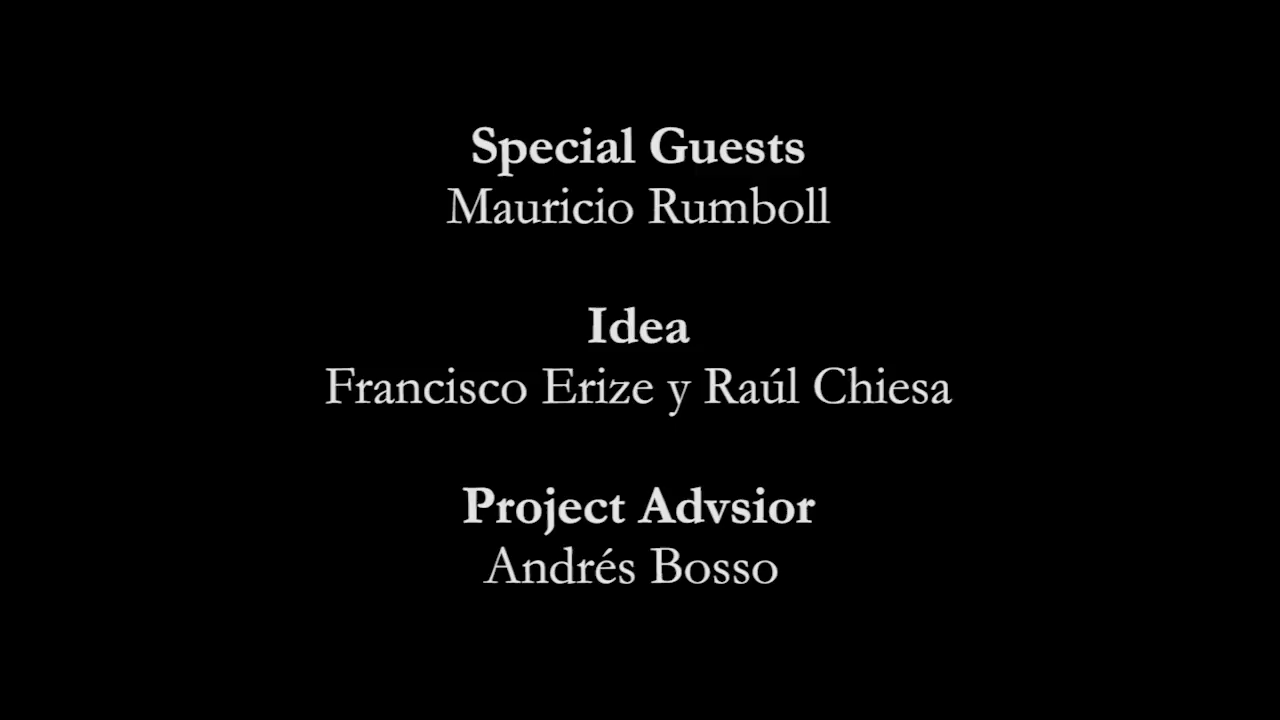 Special Guests
Mauricio Rumboll
Idea
Francisco Erize y Raúl Chiesa
Project Advsior
Andrés Bosso